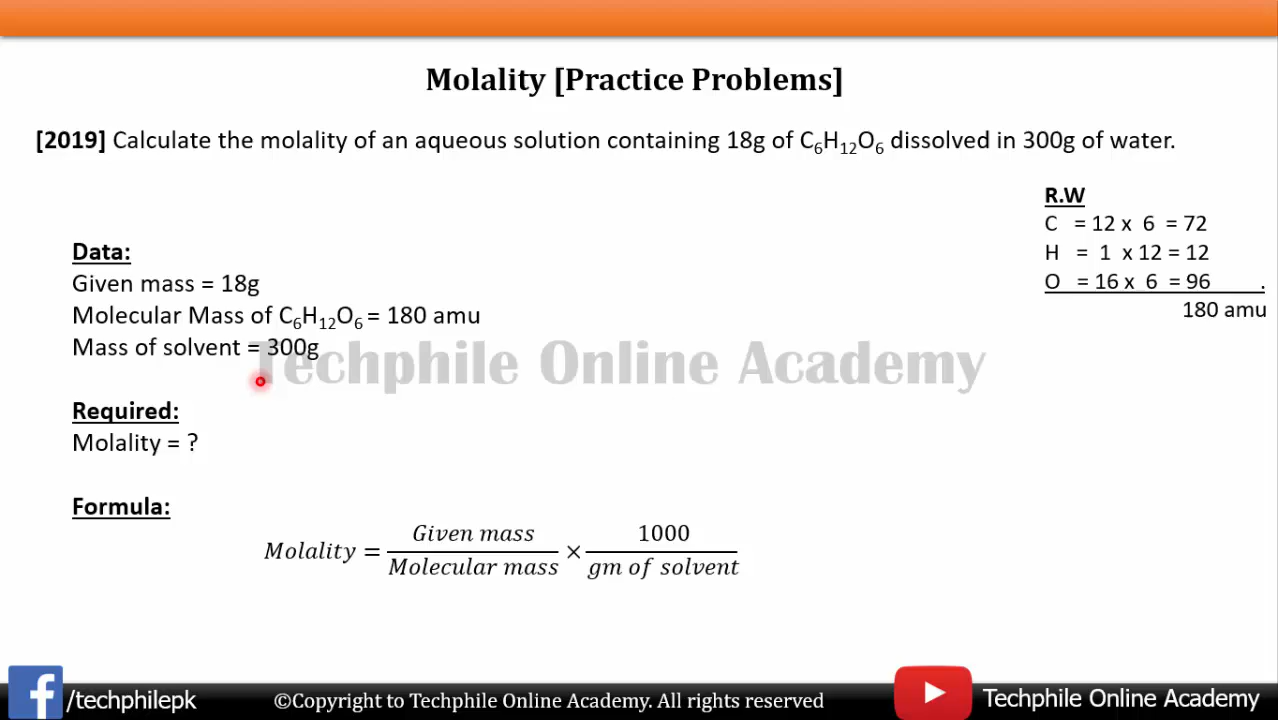 Molality [Practice Problems]
[2019] Calculate the molality of an aqueous solution containing 18g of C₆H₁₂O₆ dissolved in 300g of water.
R.W
C = 12 x 6 = 72
H = 1 x 12 = 12
O = 16 x 6 = 96 .
180 amu
Data:
Given mass = 18g
Molecular Mass of C₆H₁₂O₆ = 180 amu
Mass of solvent = 300g
Techphile Online Academy
Required:
Molality = ?
Formula:
Molality = Given mass / Molecular mass × 1000 / gm of solvent
f /techphilepk ©Copyright to Techphile Online Academy. All rights reserved Techphile Online Academy